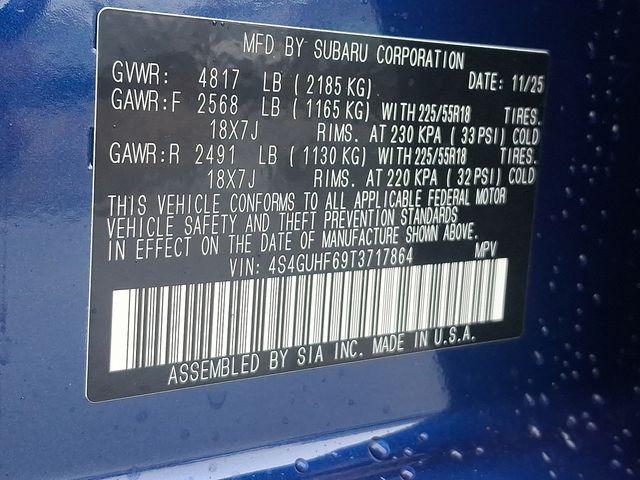 MFD BY SUBARU CORPORATION
GVWR: 4817 LB ( 2185 KG) DATE: 11/25
GAWR:F 2568 LB ( 1165 KG) WITH 225/55R18 TIRES.
18X7J RIMS. AT 230 KPA ( 33 PSI) COLD
GAWR:R 2491 LB ( 1130 KG) WITH 225/55R18 TIRES.
18X7J RIMS. AT 220 KPA ( 32 PSI) COLD
THIS VEHICLE CONFORMS TO ALL APPLICABLE FEDERAL MOTOR
VEHICLE SAFETY AND THEFT PREVENTION STANDARDS
IN EFFECT ON THE DATE OF MANUFACTURE SHOWN ABOVE.
VIN: 4S4GUHF69T3717864 MPV
ASSEMBLED BY SIA INC. MADE IN U.S.A.